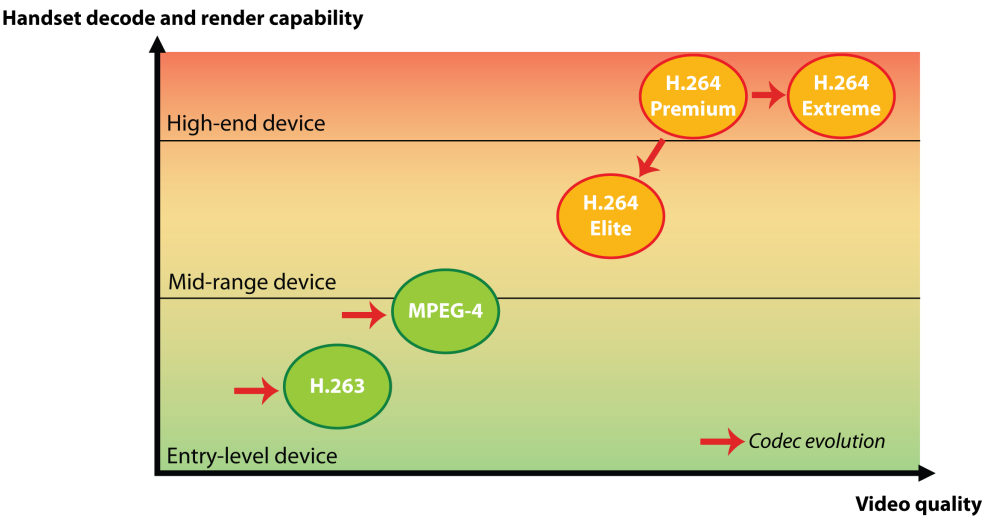 Handset decode and render capability
H.264
Premium
H.264
Extreme
High-end device
H.264
Elite
Mid-range device
MPEG-4
H.263
Codec evolution
Entry-level device
Video quality